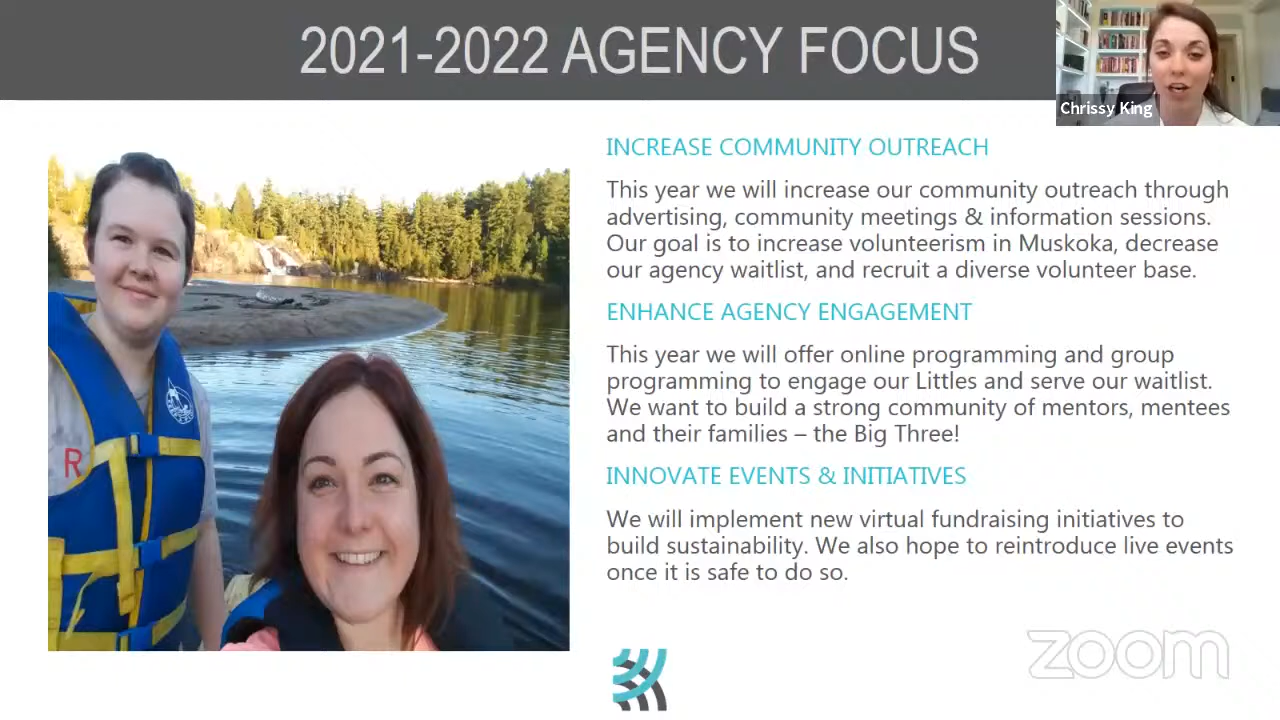 2021-2022 AGENCY FOCUS
Chrissy King
INCREASE COMMUNITY OUTREACH
This year we will increase our community outreach through
advertising, community meetings & information sessions.
Our goal is to increase volunteerism in Muskoka, decrease
our agency waitlist, and recruit a diverse volunteer base.
ENHANCE AGENCY ENGAGEMENT
This year we will offer online programming and group
programming to engage our Littles and serve our waitlist.
We want to build a strong community of mentors, mentees
and their families – the Big Three!
INNOVATE EVENTS & INITIATIVES
We will implement new virtual fundraising initiatives to
build sustainability. We also hope to reintroduce live events
once it is safe to do so.
R
zoom